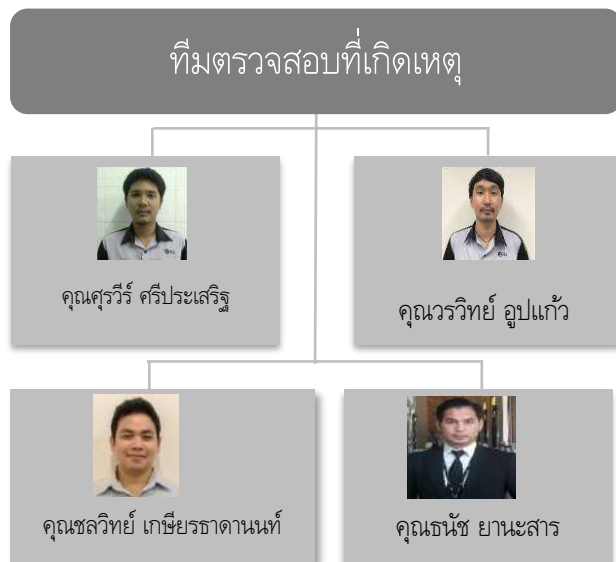 ทีมตรวจสอบที่เกิดเหตุ
คุณศุรวีร์ ศรีประเสริฐ
คุณวรวิทย์ อูปแก้ว
คุณชลวิทย์ เกษียรธาดานนท์
คุณธนัช ยานะสาร